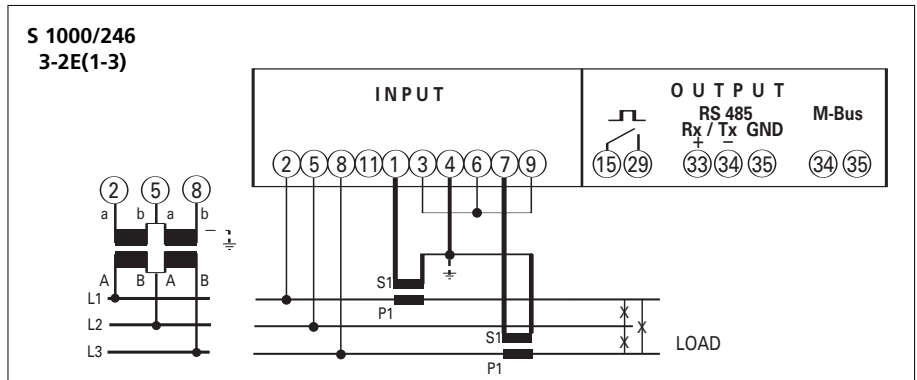 S 1000/246
3-2E(1-3)
INPUT
OUTPUT
RS 485
Rx / Tx GND
+ −
M-Bus
2 5 8 11 1 3 4 6 7 9
15 29 33 34 35 34 35
2 5 8
a b a b
A B A B
L1
L2
L3
S1
P1
S1
P1
X
X
X
LOAD